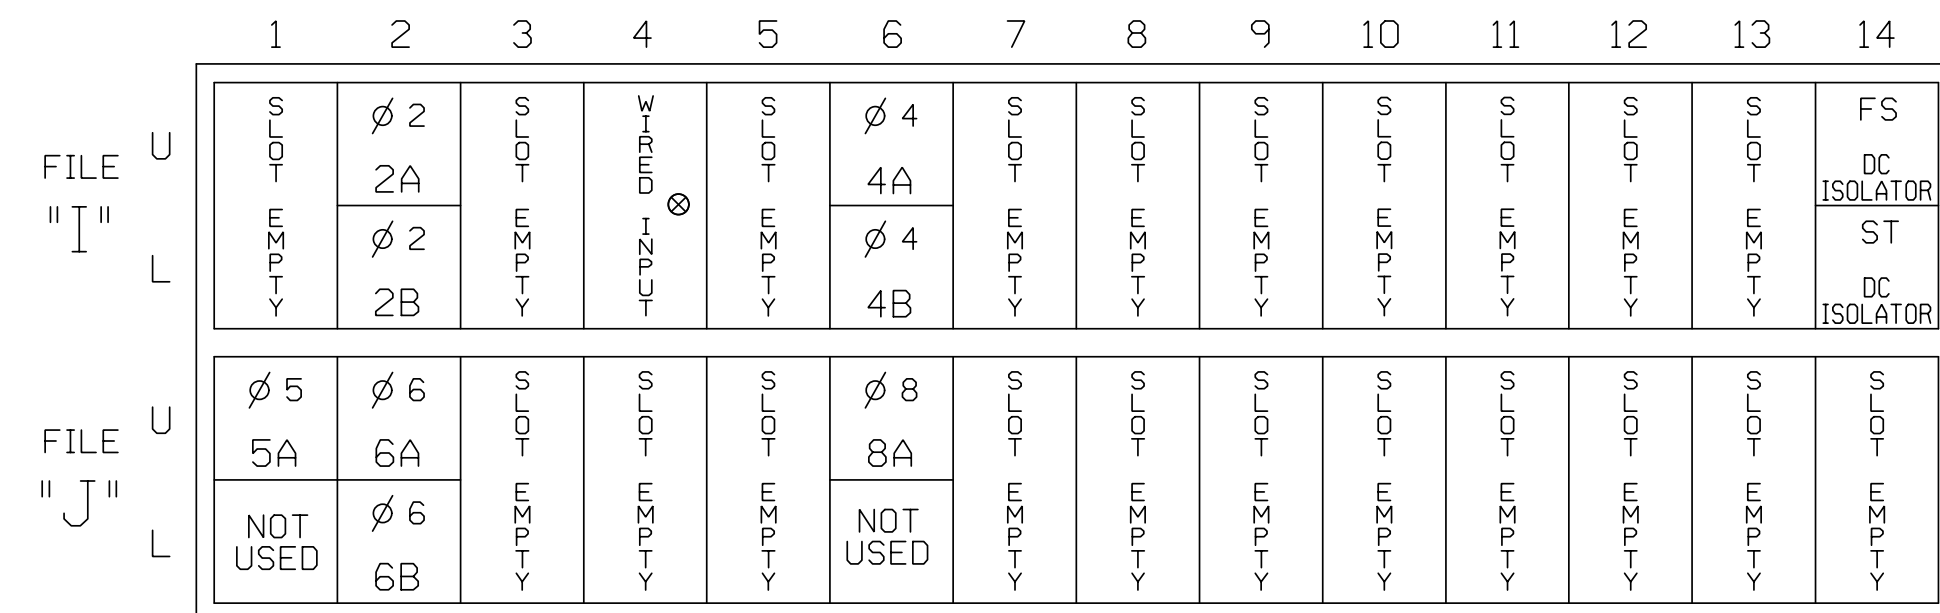 1 2 3 4 5 6 7 8 9 10 11 12 13 14
FILE
"I"
U
L
SLOT EMPTY
Ø 2
2A
Ø 2
2B
SLOT EMPTY
WIRED INPUT
SLOT EMPTY
Ø 4
4A
Ø 4
4B
SLOT EMPTY
SLOT EMPTY
SLOT EMPTY
SLOT EMPTY
SLOT EMPTY
SLOT EMPTY
SLOT EMPTY
FS
DC
ISOLATOR
ST
DC
ISOLATOR
FILE
"J"
U
L
Ø 5
5A
NOT
USED
Ø 6
6A
Ø 6
6B
SLOT EMPTY
SLOT EMPTY
SLOT EMPTY
Ø 8
8A
NOT
USED
SLOT EMPTY
SLOT EMPTY
SLOT EMPTY
SLOT EMPTY
SLOT EMPTY
SLOT EMPTY
SLOT EMPTY
SLOT EMPTY